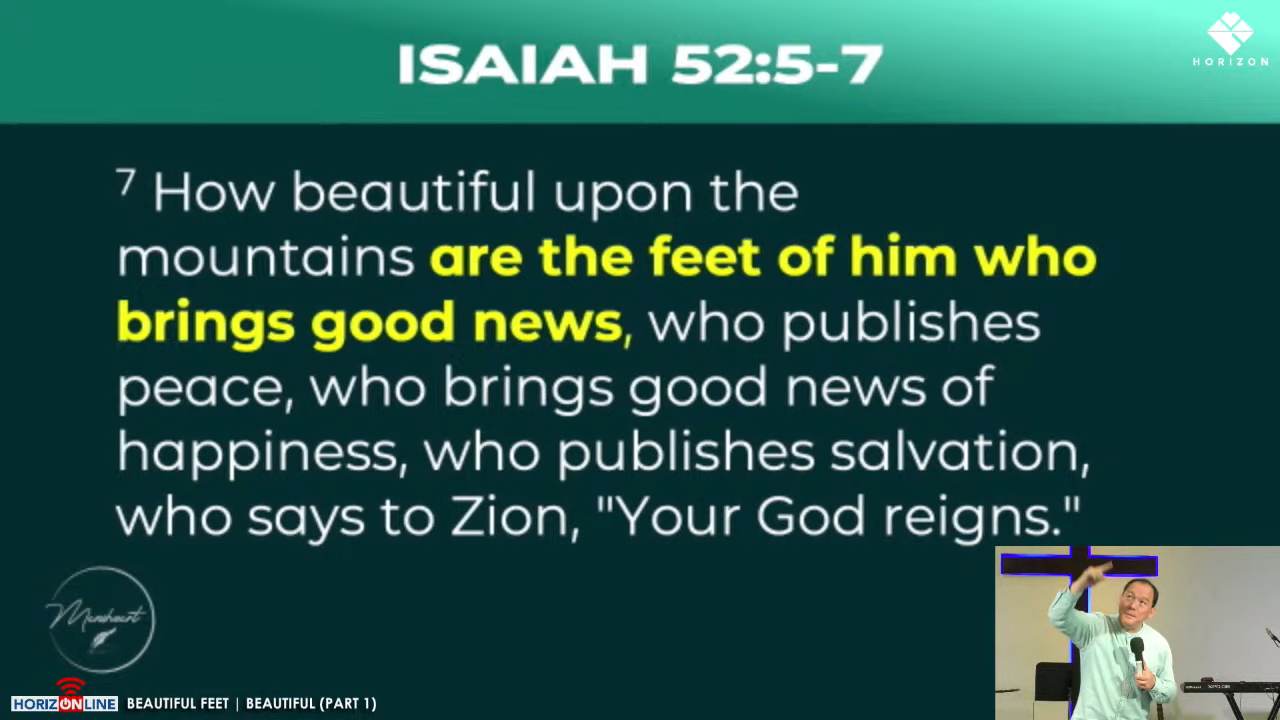 ISAIAH 52:5-7
HORIZON
⁷ How beautiful upon the
mountains are the feet of him who
brings good news, who publishes
peace, who brings good news of
happiness, who publishes salvation,
who says to Zion, "Your God reigns."
HORIZONLINE BEAUTIFUL FEET | BEAUTIFUL (PART 1)